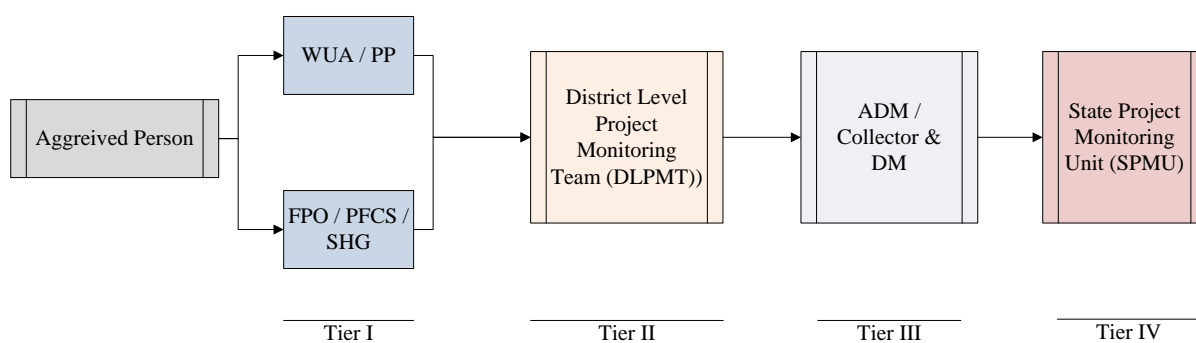 WUA / PP
Aggreived Person
FPO / PFCS /
SHG
District Level
Project
Monitoring
Team (DLPMT))
ADM /
Collector &
DM
State Project
Monitoring
Unit (SPMU)
Tier I
Tier II
Tier III
Tier IV